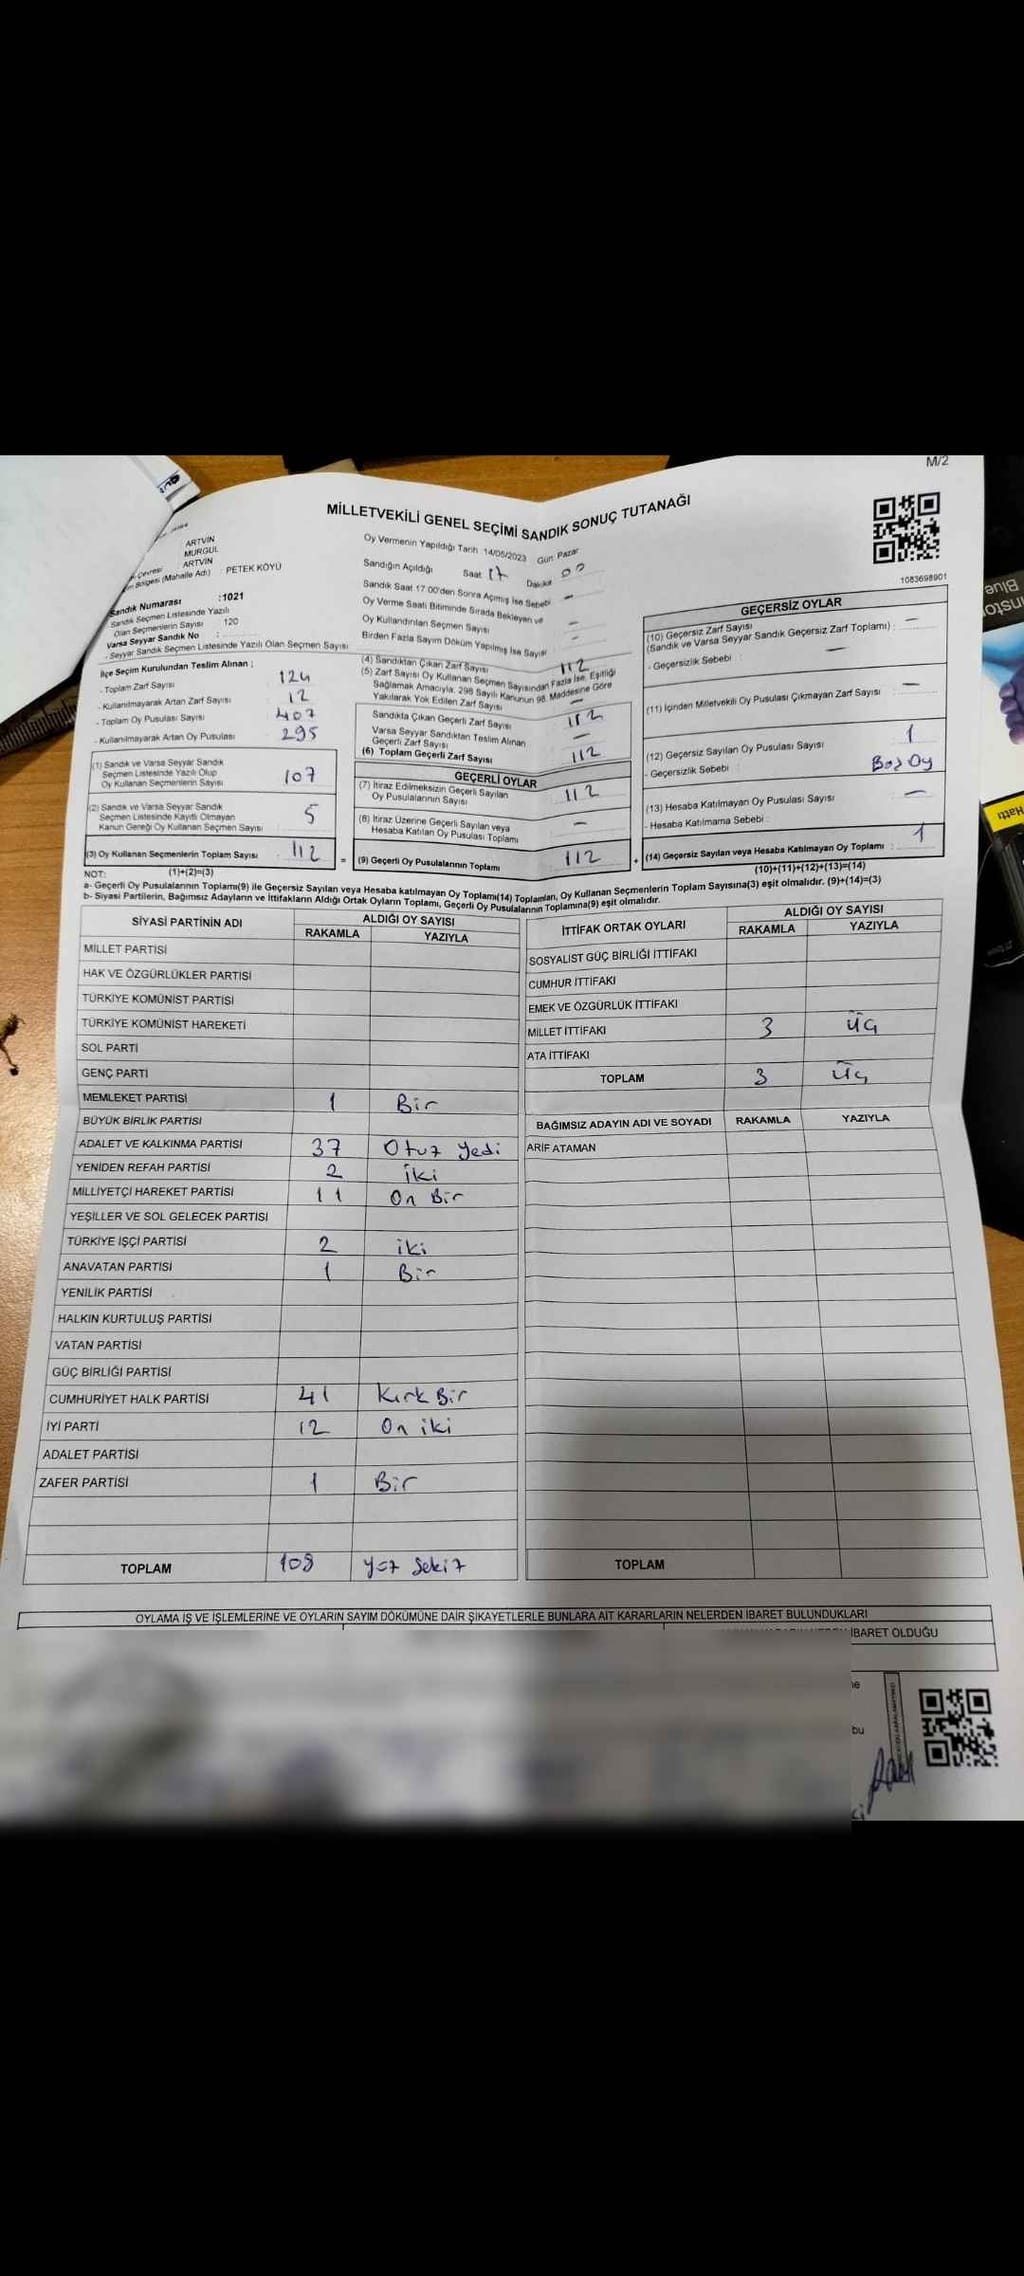 M/2
MİLLETVEKİLİ GENEL SEÇİMİ SANDIK SONUÇ TUTANAĞI
1083698901
ARTVİN
MURGUL
ARTVİN
Bölgesi (Mahalle Adı) PETEK KÖYÜ
Sandık Numarası :1021
Sandık Seçmen Listesinde Yazılı
Olan Seçmenlerin Sayısı 120
Varsa Seyyar Sandık No :
- Seyyar Sandık Seçmen Listesinde Yazılı Olan Seçmen Sayısı
Oy Vermenin Yapıldığı Tarih 14/05/2023 Gün Pazar
Sandığın Açıldığı Saat 17 Dakika 00
Sandık Saat 17.00'den Sonra Açımış İse Sebebi –
Oy Verme Saati Bitiminde Sırada Bekleyen ve
Oy Kullandırılan Seçmen Sayısı –
Birden Fazla Sayım Döküm Yapılmış İse Sayısı –
İlçe Seçim Kurulundan Teslim Alınan ;
- Toplam Zarf Sayısı 124
- Kullanılmayarak Artan Zarf Sayısı 12
- Toplam Oy Pusulası Sayısı 407
- Kullanılmayarak Artan Oy Pusulası 295
(1) Sandık ve Varsa Seyyar Sandık
Seçmen Listesinde Yazılı Olup
Oy Kullanan Seçmenlerin Sayısı 107
(2) Sandık ve Varsa Seyyar Sandık
Seçmen Listesinde Kayıtlı Olmayan
Kanun Gereği Oy Kullanan Seçmen Sayısı 5
(3) Oy Kullanan Seçmenlerin Toplam Sayısı 112 =
(4) Sandıktan Çıkan Zarf Sayısı 112
(5) Zarf Sayısı Oy Kullanan Seçmen Sayısından Fazla İse, Eşitliği
Sağlamak Amacıyla, 298 Sayılı Kanunun 98. Maddesine Göre
Yakılarak Yok Edilen Zarf Sayısı –
Sandıkta Çıkan Geçerli Zarf Sayısı 112
Varsa Seyyar Sandıktan Teslim Alınan
Geçerli Zarf Sayısı –
(6) Toplam Geçerli Zarf Sayısı 112
GEÇERLİ OYLAR
(7) İtiraz Edilmeksizin Geçerli Sayılan
Oy Pusulalarının Sayısı 112
(8) İtiraz Üzerine Geçerli Sayılan veya
Hesaba Katılan Oy Pusulası Toplamı –
(9) Geçerli Oy Pusulalarının Toplamı 112 +
GEÇERSİZ OYLAR
(10) Geçersiz Zarf Sayısı
(Sandık ve Varsa Seyyar Sandık Geçersiz Zarf Toplamı) : –
- Geçersizlik Sebebi : –
(11) İçinden Milletvekili Oy Pusulası Çıkmayan Zarf Sayısı –
(12) Geçersiz Sayılan Oy Pusulası Sayısı 1
- Geçersizlik Sebebi : Boş Oy
(13) Hesaba Katılmayan Oy Pusulası Sayısı –
- Hesaba Katılmama Sebebi :
(14) Geçersiz Sayılan veya Hesaba Katılmayan Oy Toplamı : 1
NOT: (1)+(2)=(3)
(10)+(11)+(12)+(13)=(14)
a- Geçerli Oy Pusulalarının Toplamı(9) ile Geçersiz Sayılan veya Hesaba katılmayan Oy Toplamı(14) Toplamları, Oy Kullanan Seçmenlerin Toplam Sayısına(3) eşit olmalıdır. (9)+(14)=(3)
b- Siyasi Partilerin, Bağımsız Adayların ve İttifakların Aldığı Ortak Oyların Toplamı, Geçerli Oy Pusulalarının Toplamına(9) eşit olmalıdır.
SİYASİ PARTİNİN ADI ALDIĞI OY SAYISI
RAKAMLA YAZIYLA
MİLLET PARTİSİ
HAK VE ÖZGÜRLÜKLER PARTİSİ
TÜRKİYE KOMÜNİST PARTİSİ
TÜRKİYE KOMÜNİST HAREKETİ
SOL PARTİ
GENÇ PARTİ
MEMLEKET PARTİSİ 1 Bir
BÜYÜK BİRLİK PARTİSİ
ADALET VE KALKINMA PARTİSİ 37 Otuz Yedi
YENİDEN REFAH PARTİSİ 2 iki
MİLLİYETÇİ HAREKET PARTİSİ 11 On Bir
YEŞİLLER VE SOL GELECEK PARTİSİ
TÜRKİYE İŞÇİ PARTİSİ 2 iki
ANAVATAN PARTİSİ 1 Bir
YENİLİK PARTİSİ
HALKIN KURTULUŞ PARTİSİ
VATAN PARTİSİ
GÜÇ BİRLİĞİ PARTİSİ
CUMHURİYET HALK PARTİSİ 41 Kırk Bir
İYİ PARTİ 12 On iki
ADALET PARTİSİ
ZAFER PARTİSİ 1 Bir
TOPLAM 108 Yüz Sekiz
İTTİFAK ORTAK OYLARI ALDIĞI OY SAYISI
RAKAMLA YAZIYLA
SOSYALİST GÜÇ BİRLİĞİ İTTİFAKI
CUMHUR İTTİFAKI
EMEK VE ÖZGÜRLÜK İTTİFAKI
MİLLET İTTİFAKI 3 Üç
ATA İTTİFAKI
TOPLAM 3 Üç
BAĞIMSIZ ADAYIN ADI VE SOYADI RAKAMLA YAZIYLA
ARİF ATAMAN
TOPLAM
OYLAMA İŞ VE İŞLEMLERİNE VE OYLARIN SAYIM DÖKÜMÜNE DAİR ŞİKAYETLERLE BUNLARA AİT KARARLARIN NELERDEN İBARET BULUNDUKLARI
İBARET OLDUĞU
bu
Blue
Hattı